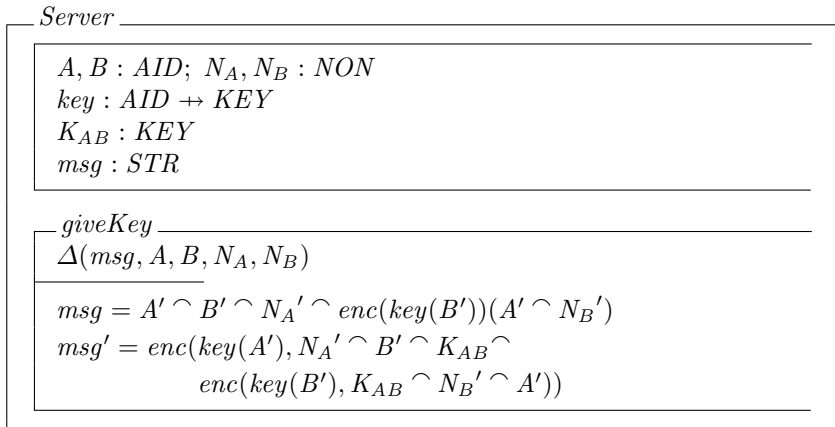 Server
A, B : AID; N_A, N_B : NON
key : AID ⇸ KEY
K_AB : KEY
msg : STR
giveKey
Δ(msg, A, B, N_A, N_B)
msg = A′ ⌢ B′ ⌢ N_A′ ⌢ enc(key(B′))(A′ ⌢ N_B′)
msg′ = enc(key(A′), N_A′ ⌢ B′ ⌢ K_AB ⌢
enc(key(B′), K_AB ⌢ N_B′ ⌢ A′))